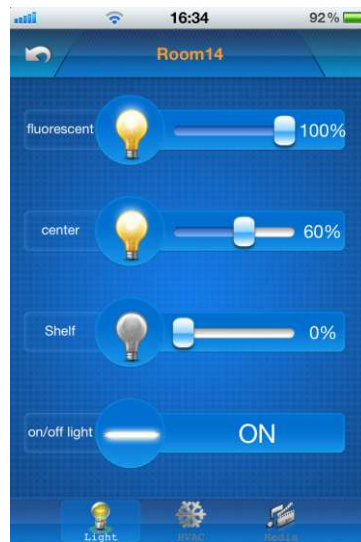 16:34
92%
Room14
fluorescent
100%
center
60%
Shelf
0%
on/off light
ON
Light
HVAC
Media